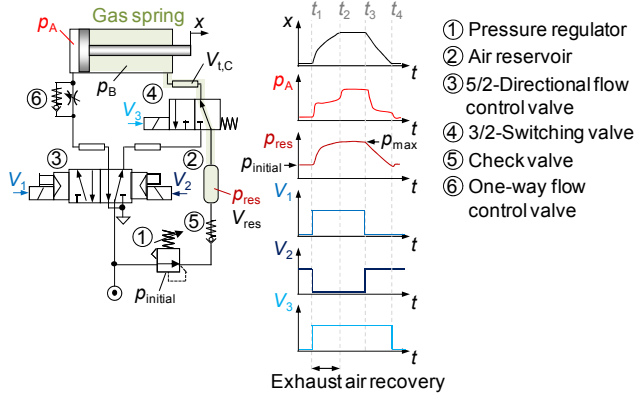 Gas spring
x
p_A
p_B
V_t,C
④
⑥
V_3
③
②
V_1
V_2
p_res
V_res
⑤
①
p_initial
t_1 t_2 t_3 t_4
x
t
p_A
t
p_res
p_max
p_initial
t
V_1
t
V_2
t
V_3
t
Exhaust air recovery
① Pressure regulator
② Air reservoir
③ 5/2-Directional flow
control valve
④ 3/2-Switching valve
⑤ Check valve
⑥ One-way flow
control valve